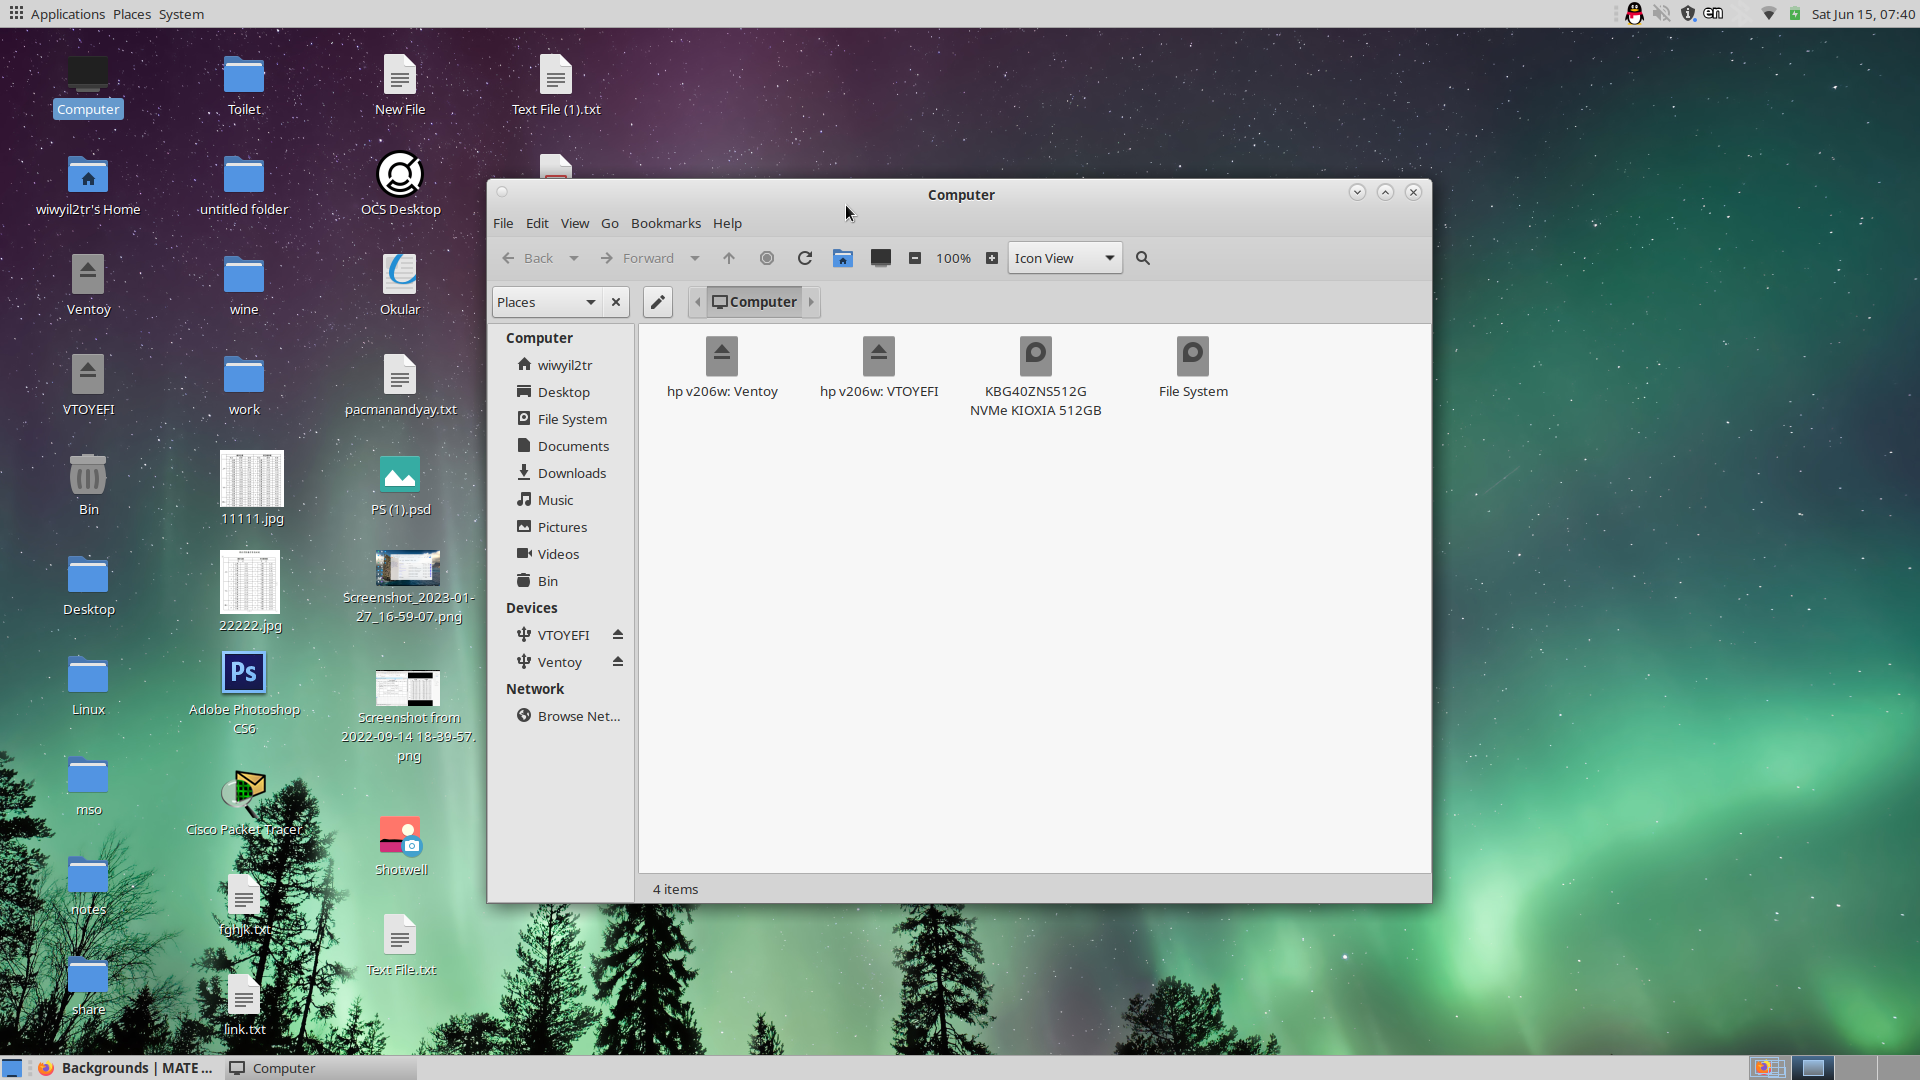 Applications Places System
en
Sat Jun 15, 07:40
Computer
wiwyil2tr's Home
Ventoy
VTOYEFI
Bin
Desktop
Linux
mso
notes
share
Toilet
untitled folder
wine
work
11111.jpg
22222.jpg
Ps
Adobe Photoshop
CS6
Cisco Packet Tracer
fghjk.txt
link.txt
New File
OCS Desktop
Okular
pacmanandyay.txt
PS (1).psd
Screenshot_2023-01-
27_16-59-07.png
Screenshot from
2022-09-14 18-39-57.
png
Shotwell
Text File.txt
Text File (1).txt
Computer
File Edit View Go Bookmarks Help
Back Forward 100% Icon View
Places Computer
Computer
wiwyil2tr
Desktop
File System
Documents
Downloads
Music
Pictures
Videos
Bin
Devices
VTOYEFI
Ventoy
Network
Browse Net...
hp v206w: Ventoy
hp v206w: VTOYEFI
KBG40ZNS512G
NVMe KIOXIA 512GB
File System
4 items
Backgrounds | MATE ...
Computer